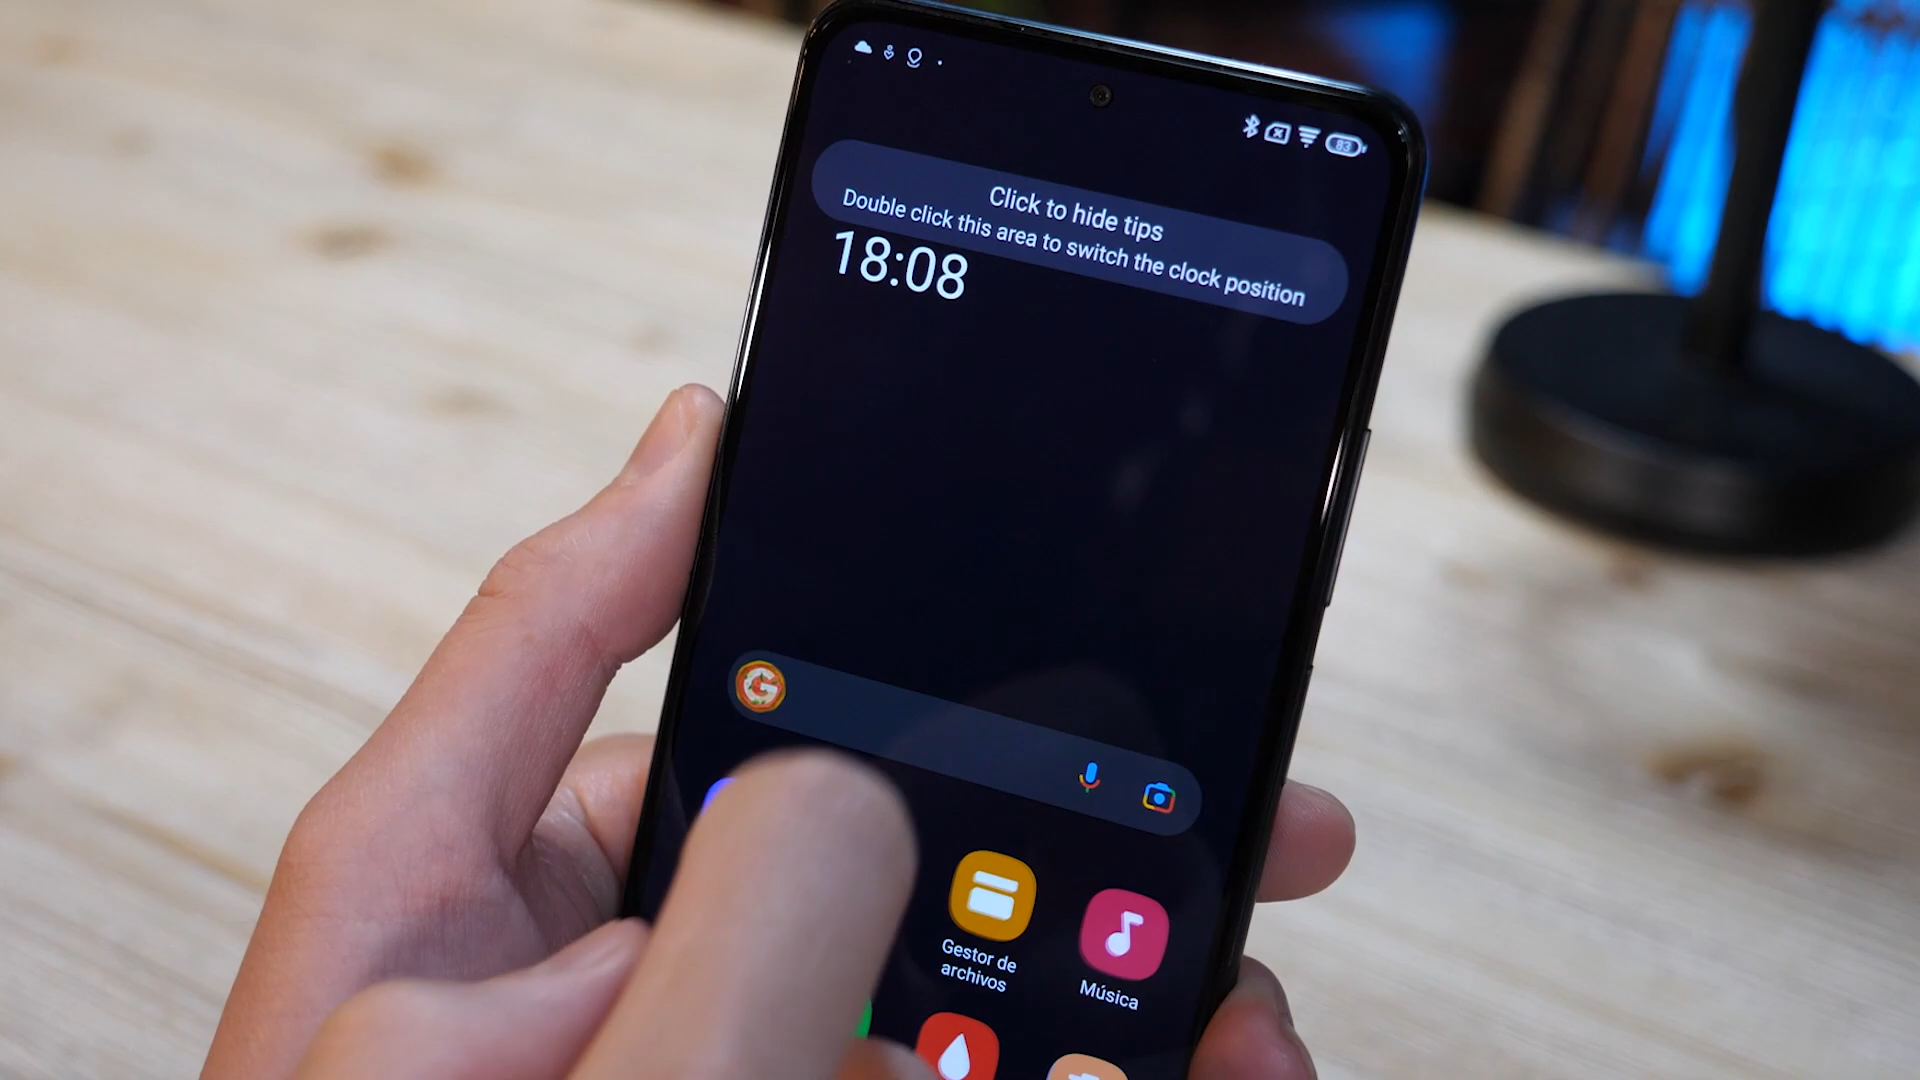 83
Click to hide tips
Double click this area to switch the clock position
18:08
G
Gestor de
archivos
Música